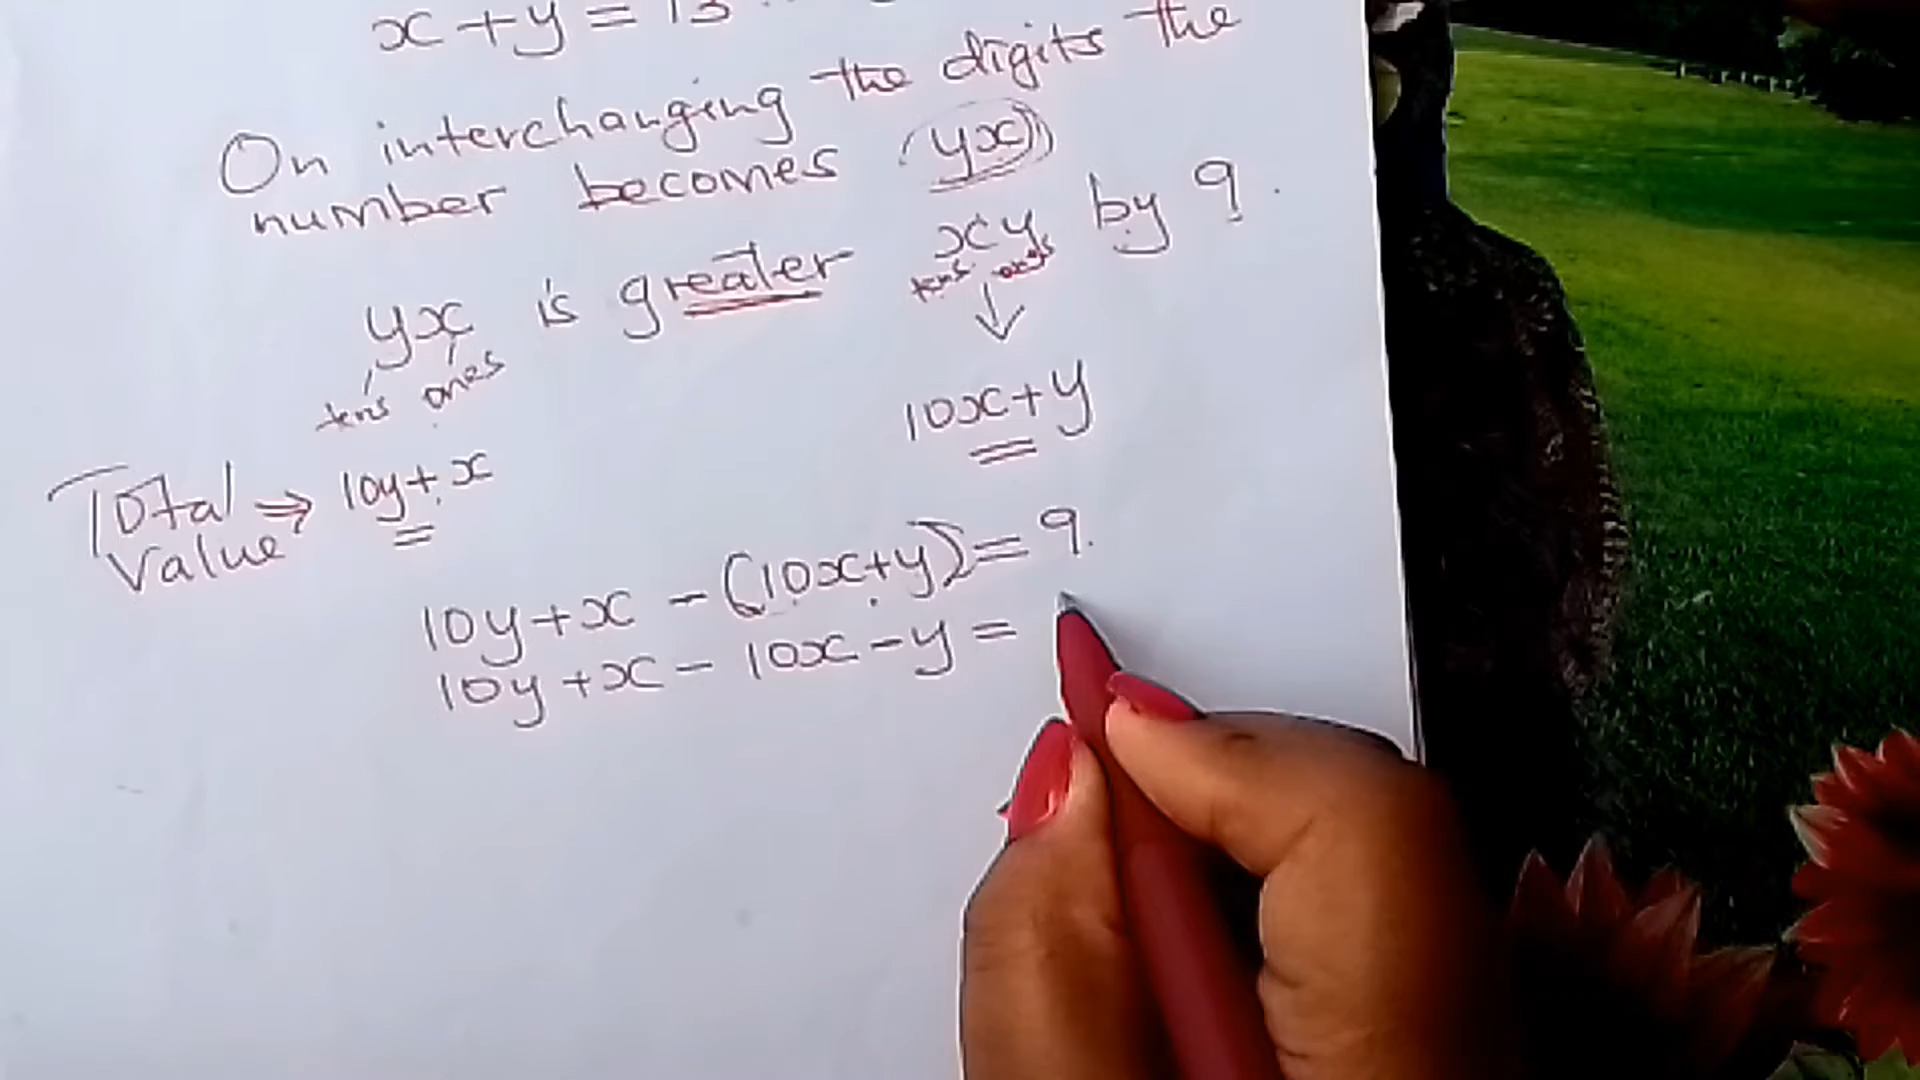 x+y=13
On interchanging the digits the
number becomes yx
yx is greater xy by 9.
tens ones
tens ones
10x+y
Total ⇒ 10y+x
Value
10y+x-(10x+y)=9.
10y+x-10x-y=